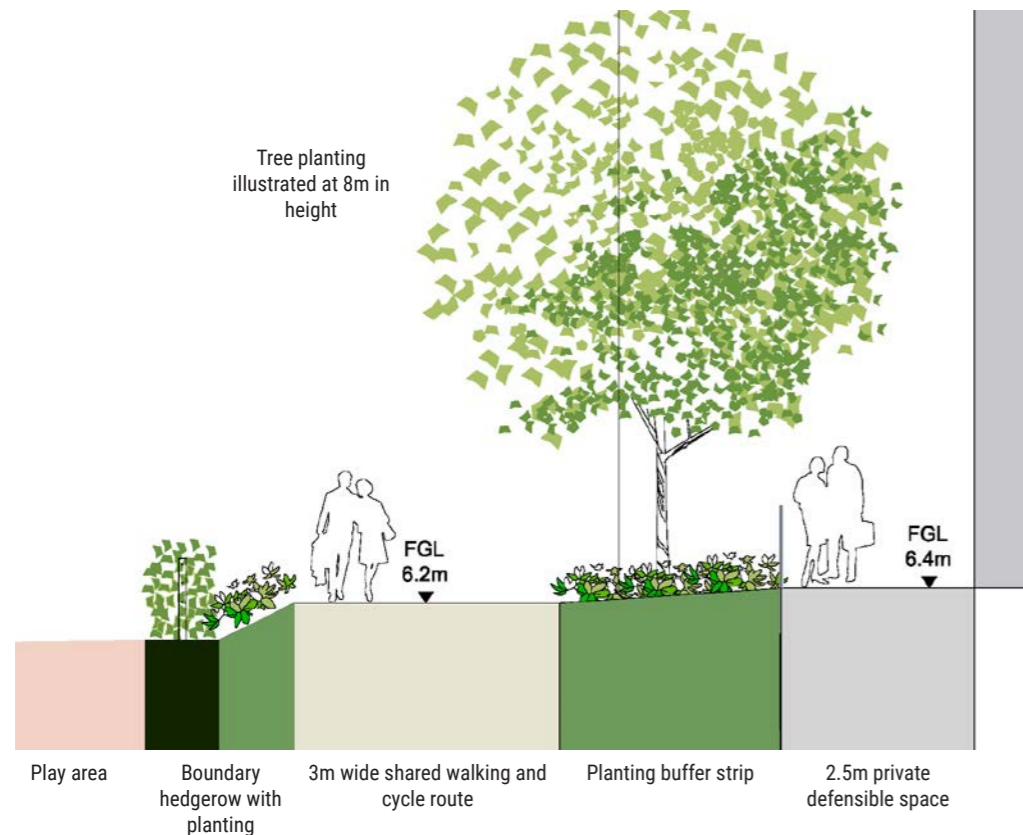 Tree planting
illustrated at 8m in
height
FGL
6.2m
FGL
6.4m
Play area
Boundary
hedgerow with
planting
3m wide shared walking and
cycle route
Planting buffer strip
2.5m private
defensible space